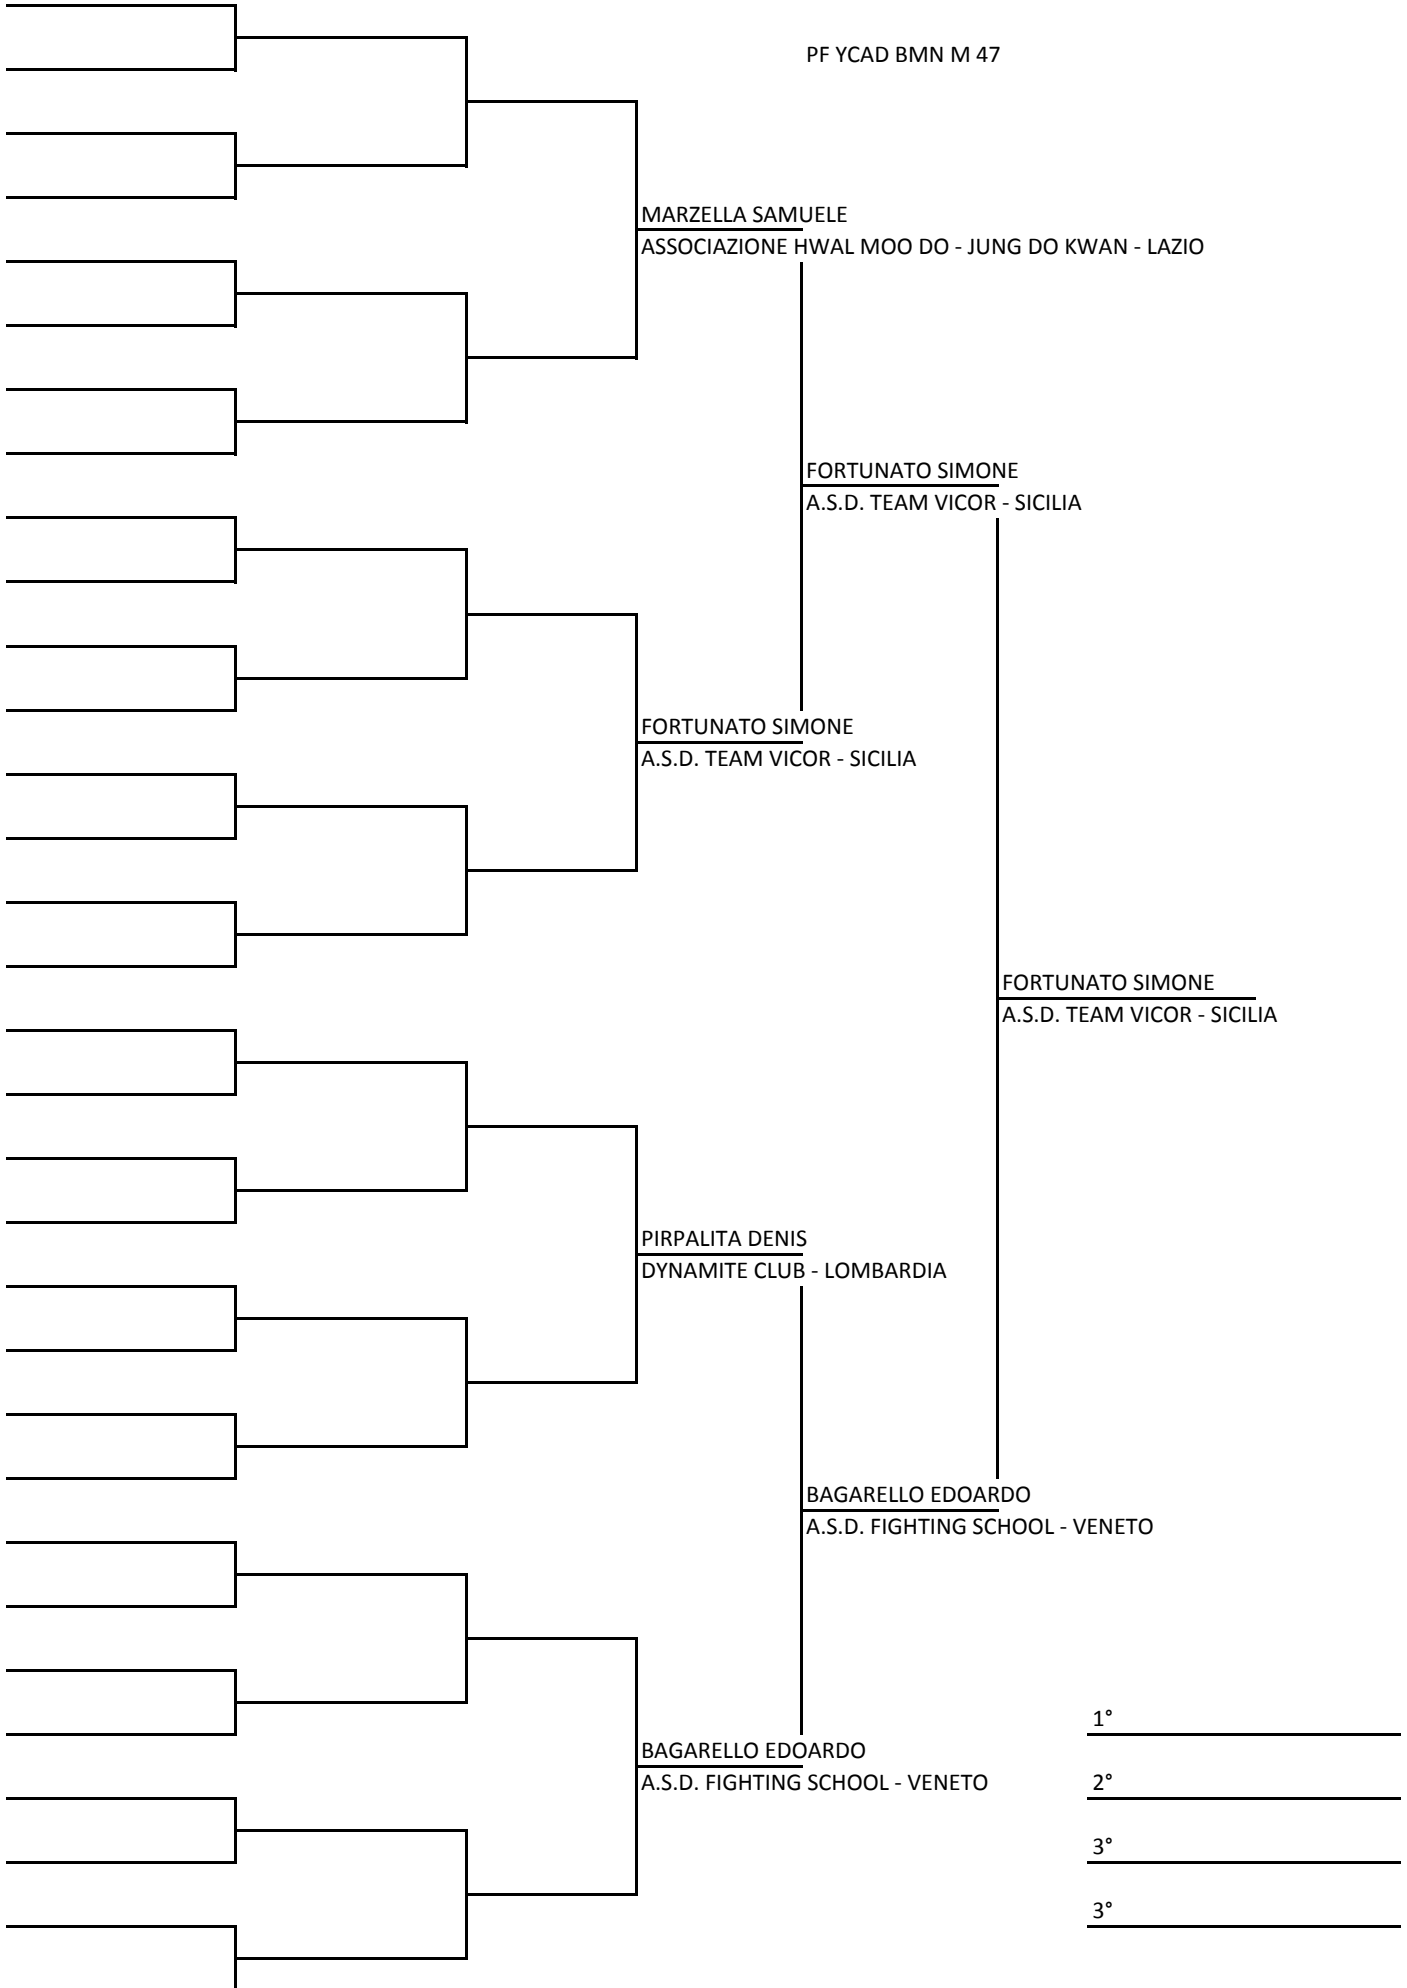 PF YCAD BMN M 47
MARZELLA SAMUELE
ASSOCIAZIONE HWAL MOO DO - JUNG DO KWAN - LAZIO
FORTUNATO SIMONE
A.S.D. TEAM VICOR - SICILIA
FORTUNATO SIMONE
A.S.D. TEAM VICOR - SICILIA
FORTUNATO SIMONE
A.S.D. TEAM VICOR - SICILIA
PIRPALITA DENIS
DYNAMITE CLUB - LOMBARDIA
BAGARELLO EDOARDO
A.S.D. FIGHTING SCHOOL - VENETO
1°
BAGARELLO EDOARDO
A.S.D. FIGHTING SCHOOL - VENETO
2°
3°
3°